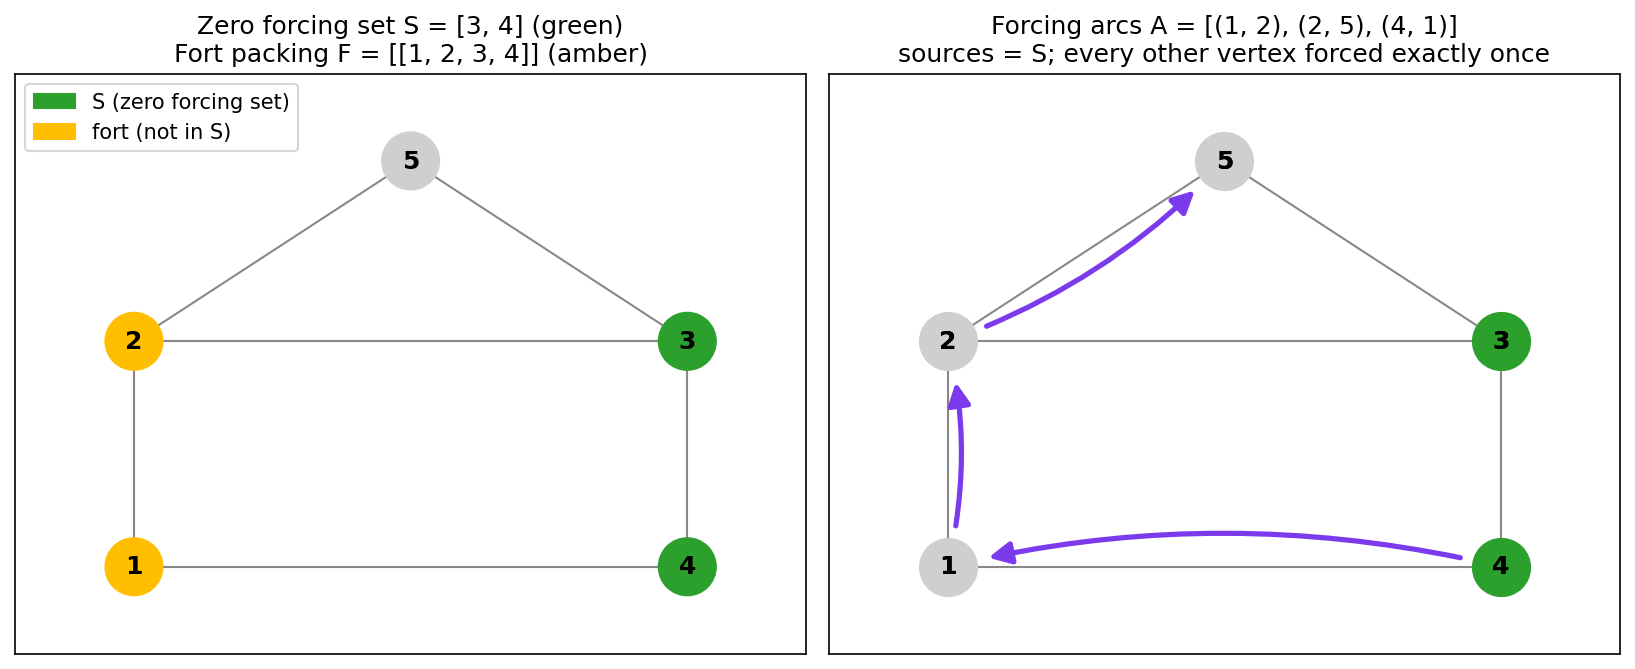 Zero forcing set S = [3, 4] (green)
Fort packing F = [[1, 2, 3, 4]] (amber)
S (zero forcing set)
fort (not in S)
5
2
3
1
4
Forcing arcs A = [(1, 2), (2, 5), (4, 1)]
sources = S; every other vertex forced exactly once
5
2
3
1
4